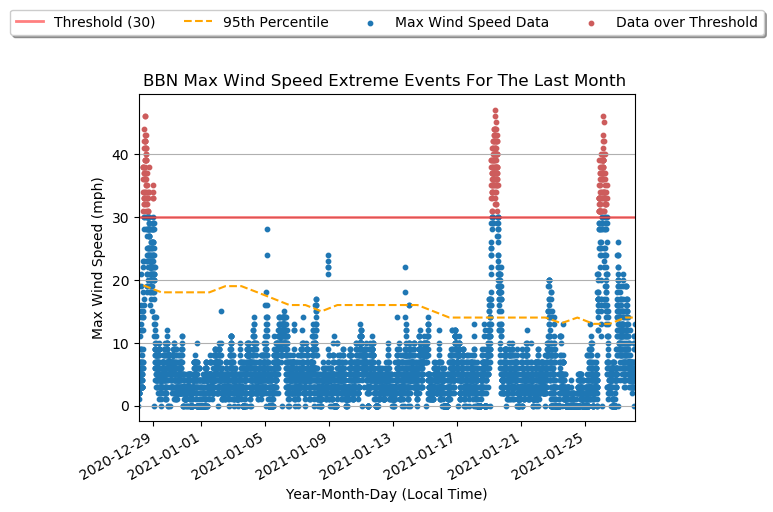 Threshold (30) 95th Percentile Max Wind Speed Data Data over Threshold
BBN Max Wind Speed Extreme Events For The Last Month
40
30
20
10
0
Max Wind Speed (mph)
2020-12-29 2021-01-01 2021-01-05 2021-01-09 2021-01-13 2021-01-17 2021-01-21 2021-01-25
Year-Month-Day (Local Time)